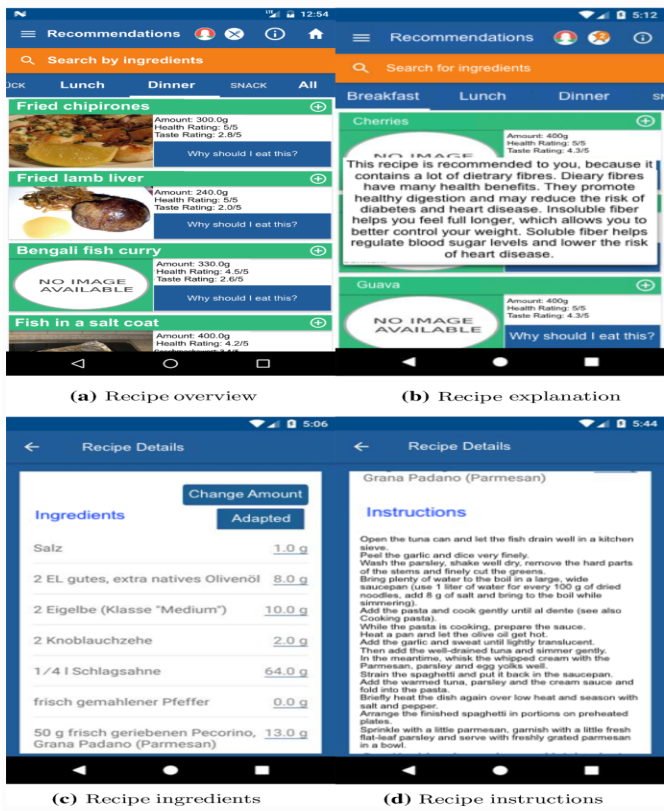 LTE 12:54
Recommendations
Search by ingredients
OCK Lunch Dinner SNACK All
Fried chipirones
Amount: 300.0g
Health Rating: 5/5
Taste Rating: 2.8/5
Why should I eat this?
Fried lamb liver
Amount: 240.0g
Health Rating: 5/5
Taste Rating: 2.0/5
Why should I eat this?
Bengali fish curry
Amount: 330.0g
Health Rating: 4.5/5
Taste Rating: 2.6/5
NO IMAGE
AVAILABLE
Why should I eat this?
Fish in a salt coat
Amount: 400.0g
Health Rating: 4.2/5
(a) Recipe overview
5:12
Recommendations
Search for ingredients
Breakfast Lunch Dinner SN
Cherries
Amount: 400g
Health Rating: 5/5
Taste Rating: 4.3/5
NO IMAGE
This recipe is recommended to you, because it
contains a lot of dietrary fibres. Dieary fibres
have many health benefits. They promote
healthy digestion and may reduce the risk of
diabetes and heart disease. Insoluble fiber
helps you feel full longer, which allows you to
better control your weight. Soluble fiber helps
regulate blood sugar levels and lower the risk
of heart disease.
Guava
Amount: 400g
Health Rating: 5/5
Taste Rating: 4.3/5
NO IMAGE
AVAILABLE
Why should I eat this?
(b) Recipe explanation
5:06
Recipe Details
Change Amount
Ingredients
Adapted
Salz 1.0 g
2 EL gutes, extra natives Olivenöl 8.0 g
2 Eigelbe (Klasse "Medium") 10.0 g
2 Knoblauchzehe 2.0 g
1/4 l Schlagsahne 64.0 g
frisch gemahlener Pfeffer 0.0 g
50 g frisch geriebenen Pecorino, 13.0 g
Grana Padano (Parmesan)
(c) Recipe ingredients
5:44
Recipe Details
Grana Padano (Parmesan)
Instructions
Open the tuna can and let the fish drain well in a kitchen
sieve.
Peel the garlic and dice very finely.
Wash the parsley, shake well dry, remove the hard parts
of the stems and finely cut the greens.
Bring plenty of water to the boil in a large, wide
saucepan (use 1 liter of water for every 100 g of dried
noodles, add 8 g of salt and bring to the boil while
simmering).
Add the pasta and cook gently until al dente (see also
Cooking pasta).
While the pasta is cooking, prepare the sauce.
Heat a pan and let the olive oil get hot.
Add the garlic and sweat until lightly translucent.
Then add the well-drained tuna and simmer gently.
In the meantime, whisk the whipped cream with the
Parmesan, parsley and egg yolks well.
Strain the spaghetti and put it back in the saucepan.
Add the warmed tuna, parsley and the cream sauce and
fold into the pasta.
Briefly heat the dish again over low heat and season with
salt and pepper.
Arrange the finished spaghetti in portions on preheated
plates.
Sprinkle with a little parmesan, garnish with a little fresh
flat-leaf parsley and serve with freshly grated parmesan
in a bowl.
(d) Recipe instructions